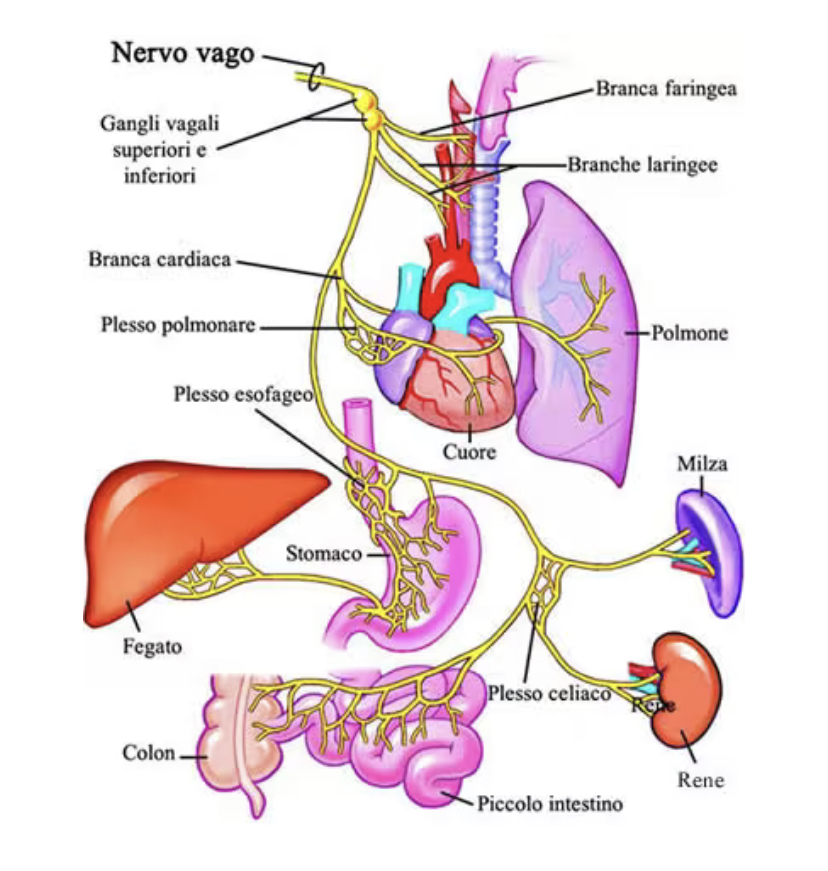 Nervo vago
Branca faringea
Gangli vagali
superiori e
inferiori
Branche laringee
Branca cardiaca
Plesso polmonare
Polmone
Plesso esofageo
Cuore
Milza
Stomaco
Fegato
Plesso celiaco
Rene
Colon
Rene
Piccolo intestino